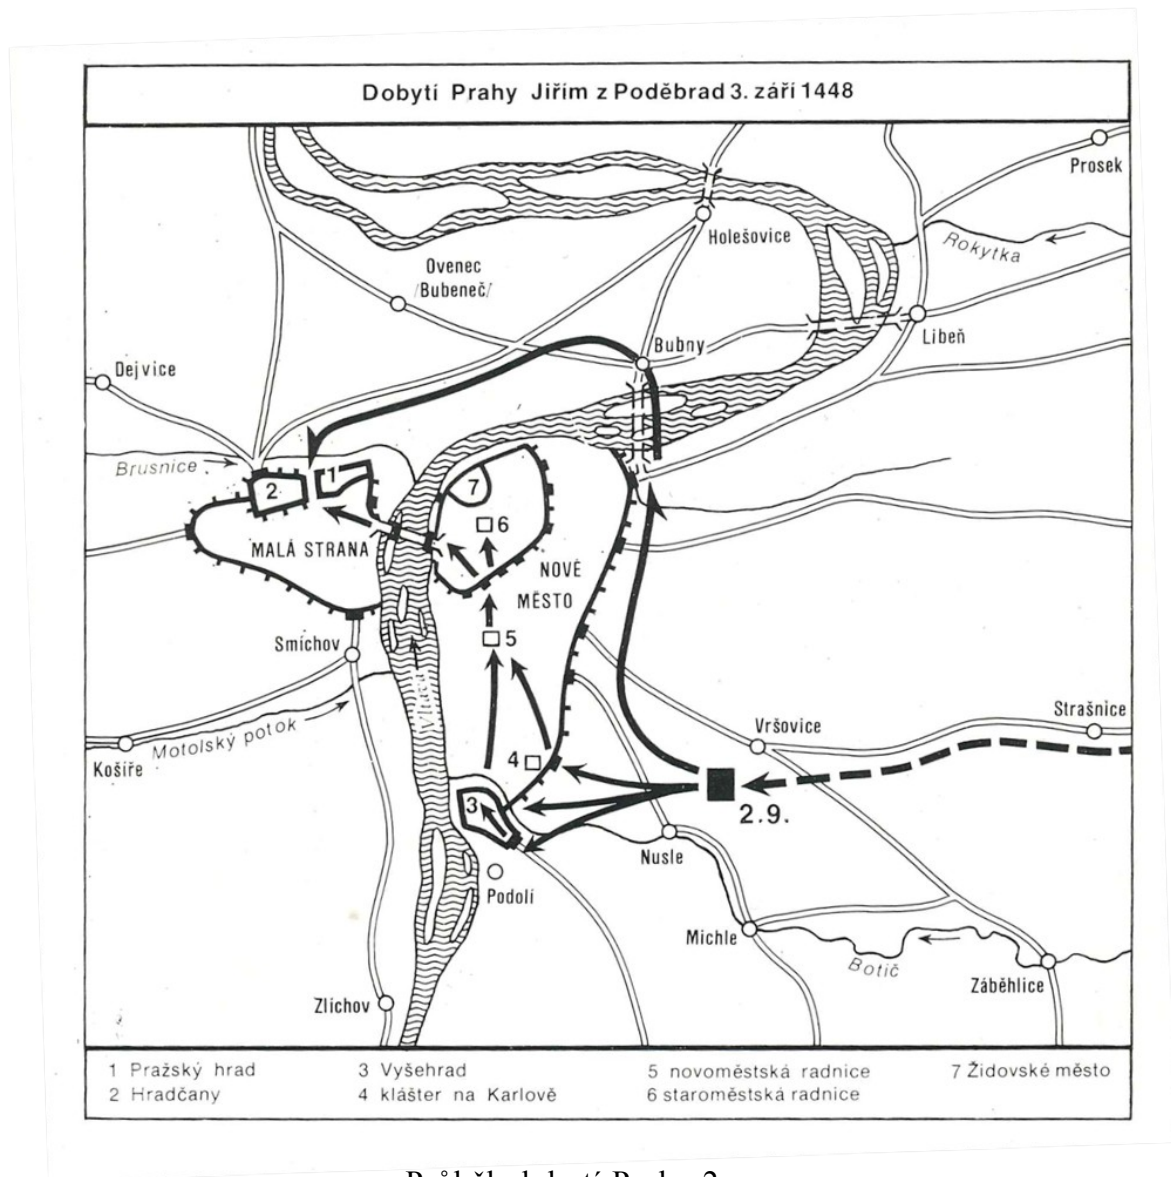 Dobytí Prahy Jiřím z Poděbrad 3. září 1448
Prosek
Holešovice
Rokytka
Ovenec
/Bubeneč/
Libeň
Bubny
Dejvice
Brusnice
1
2
7
6
MALÁ STRANA
NOVÉ
MĚSTO
5
Smíchov
Vltava
Strašnice
Vršovice
Motolský potok
Košíře
4
3
2.9.
Nusle
Podolí
Michle
Botič
Záběhlice
Zlíchov
1 Pražský hrad
2 Hradčany
3 Vyšehrad
4 klášter na Karlově
5 novoměstská radnice
6 staroměstská radnice
7 Židovské město